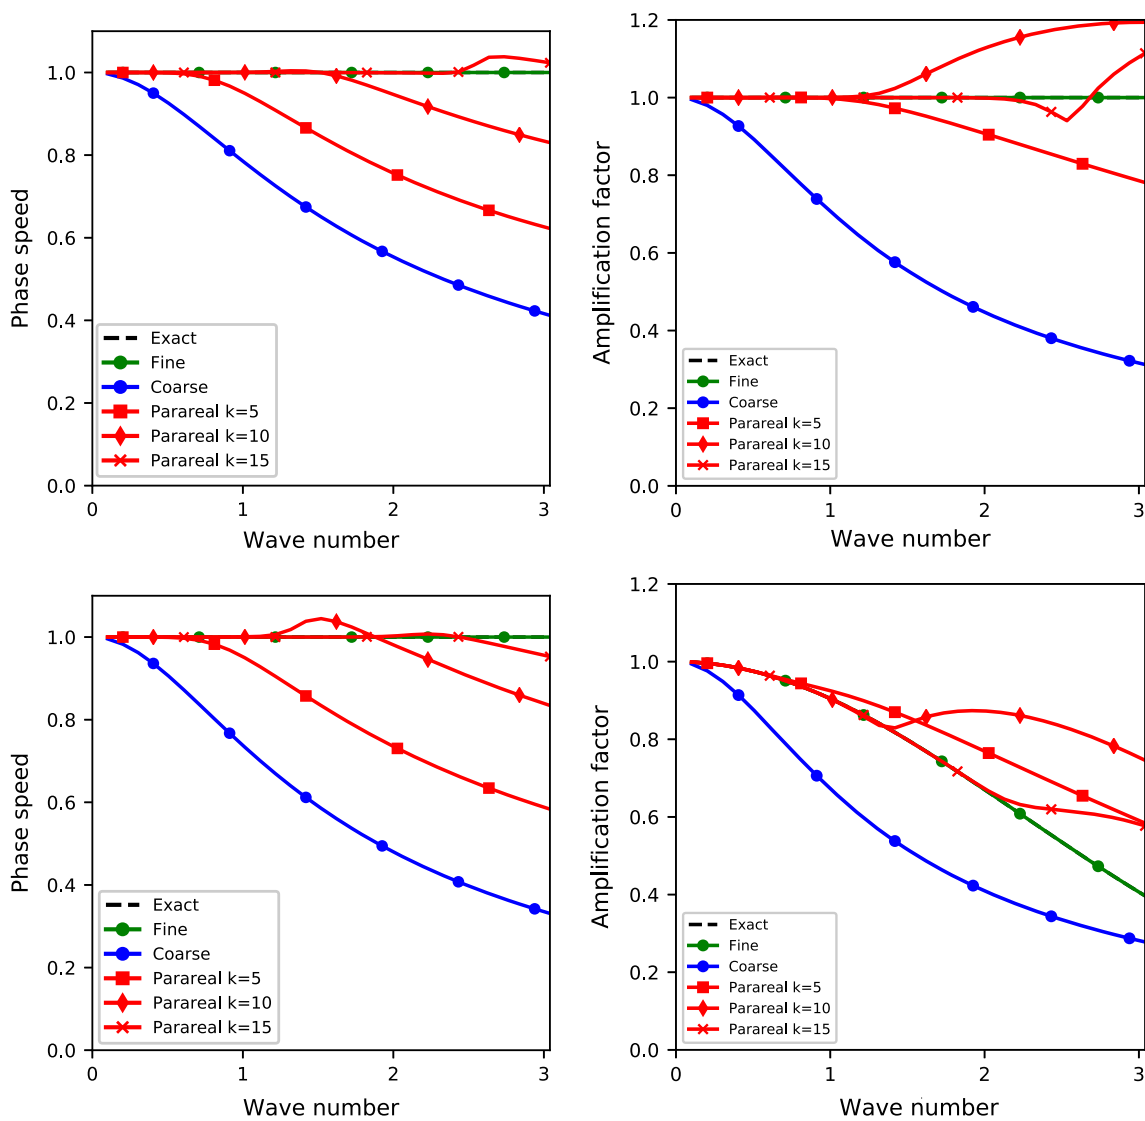 Phase speed
1.0
0.8
0.6
0.4
0.2
0.0
Exact
Fine
Coarse
Parareal k=5
Parareal k=10
Parareal k=15
0 1 2 3
Wave number
Amplification factor
1.2
1.0
0.8
0.6
0.4
0.2
0.0
Exact
Fine
Coarse
Parareal k=5
Parareal k=10
Parareal k=15
0 1 2 3
Wave number
Phase speed
1.0
0.8
0.6
0.4
0.2
0.0
Exact
Fine
Coarse
Parareal k=5
Parareal k=10
Parareal k=15
0 1 2 3
Wave number
Amplification factor
1.2
1.0
0.8
0.6
0.4
0.2
0.0
Exact
Fine
Coarse
Parareal k=5
Parareal k=10
Parareal k=15
0 1 2 3
Wave number